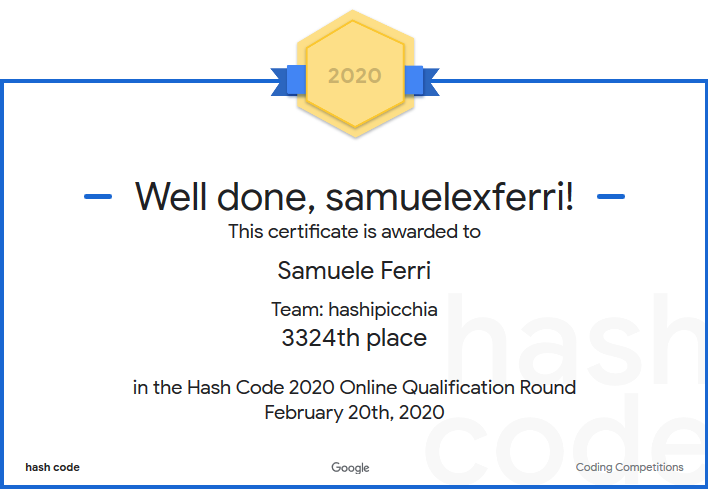 2020
Well done, samuelexferri!
This certificate is awarded to
Samuele Ferri
Team: hashipicchia
3324th place
in the Hash Code 2020 Online Qualification Round
February 20th, 2020
hash
code
hash code
Google
Coding Competitions